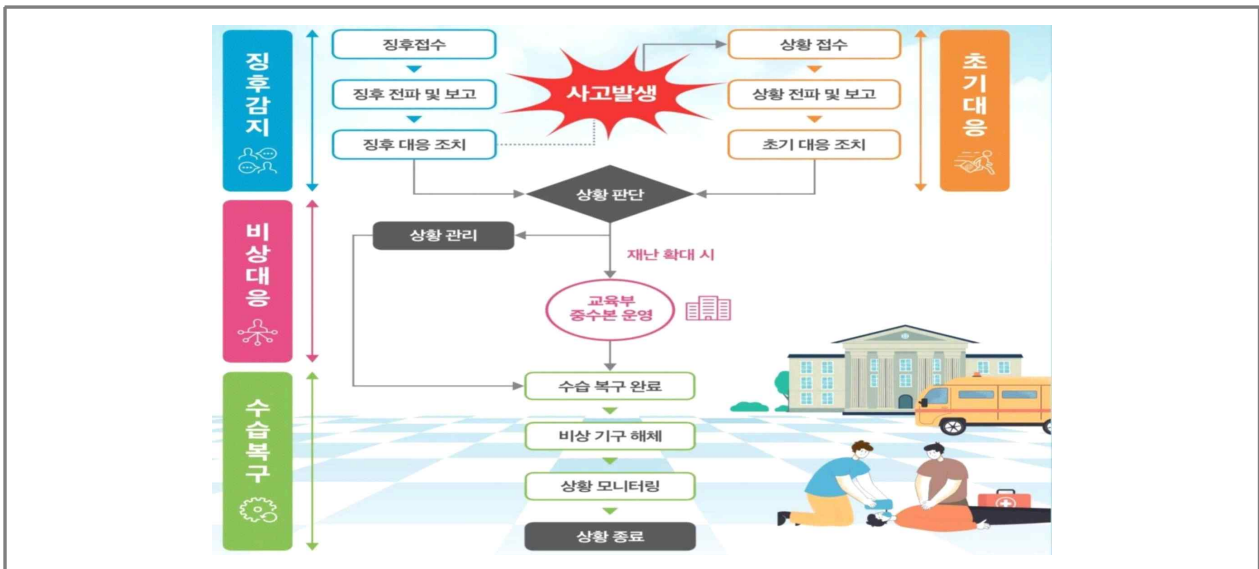 징후감지
징후접수
징후 전파 및 보고
징후 대응 조치
사고발생
상황 접수
상황 전파 및 보고
초기 대응 조치
초기대응
상황 판단
비상대응
상황 관리
재난 확대 시
교육부
중수본 운영
수습복구
수습 복구 완료
비상 기구 해체
상황 모니터링
상황 종료